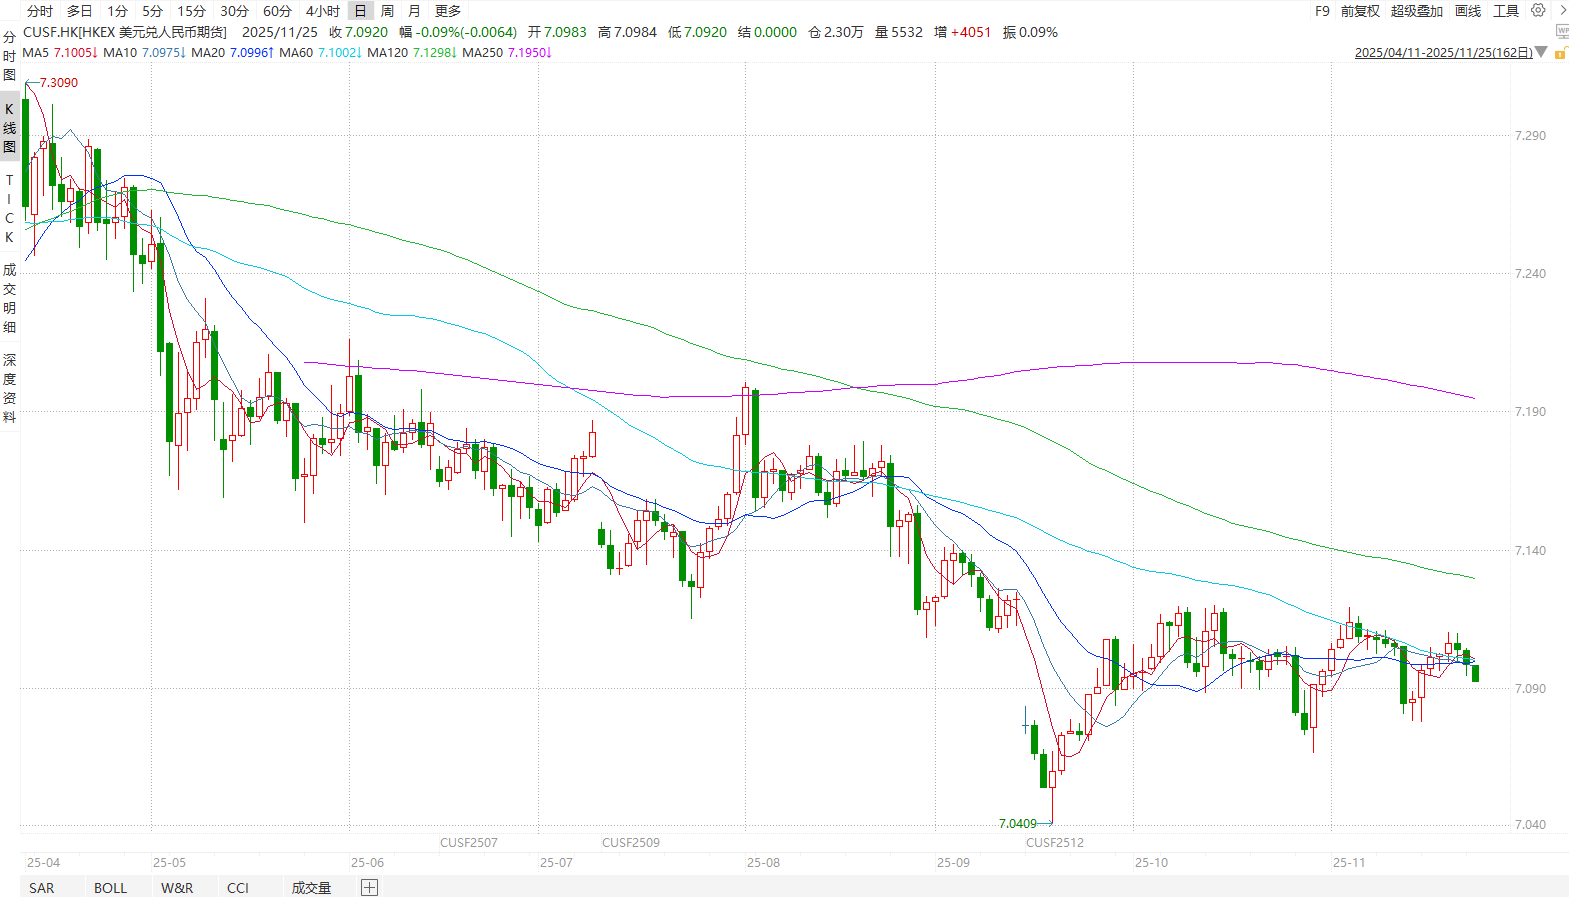 分时 多日 1分 5分 15分 30分 60分 4小时 日 周 月 更多 F9 前复权 超级叠加 画线 工具
CUSF.HK[HKEX 美元兑人民币期货] 2025/11/25 收 7.0920 幅 -0.09%(-0.0064) 开 7.0983 高 7.0984 低 7.0920 结 0.0000 仓 2.30万 量 5532 增 +4051 振 0.09%
MA5 7.1005↓ MA10 7.0975↓ MA20 7.0996↑ MA60 7.1002↓ MA120 7.1298↓ MA250 7.1950↓ 2025/04/11-2025/11/25(162日)
分时图
K线图
TICK
成交明细
深度资料
7.3090
7.290
7.240
7.190
7.140
7.090
7.0409
7.040
CUSF2507 CUSF2509 CUSF2512
25-04 25-05 25-06 25-07 25-08 25-09 25-10 25-11
SAR BOLL W&R CCI 成交量